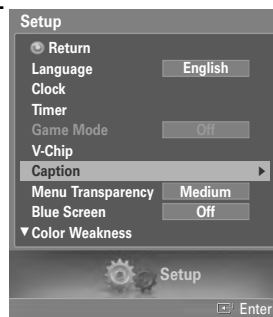 Setup
Return
Language English
Clock
Timer
Game Mode Off
V-Chip
Caption
Menu Transparency Medium
Blue Screen Off
Color Weakness
Setup
Enter